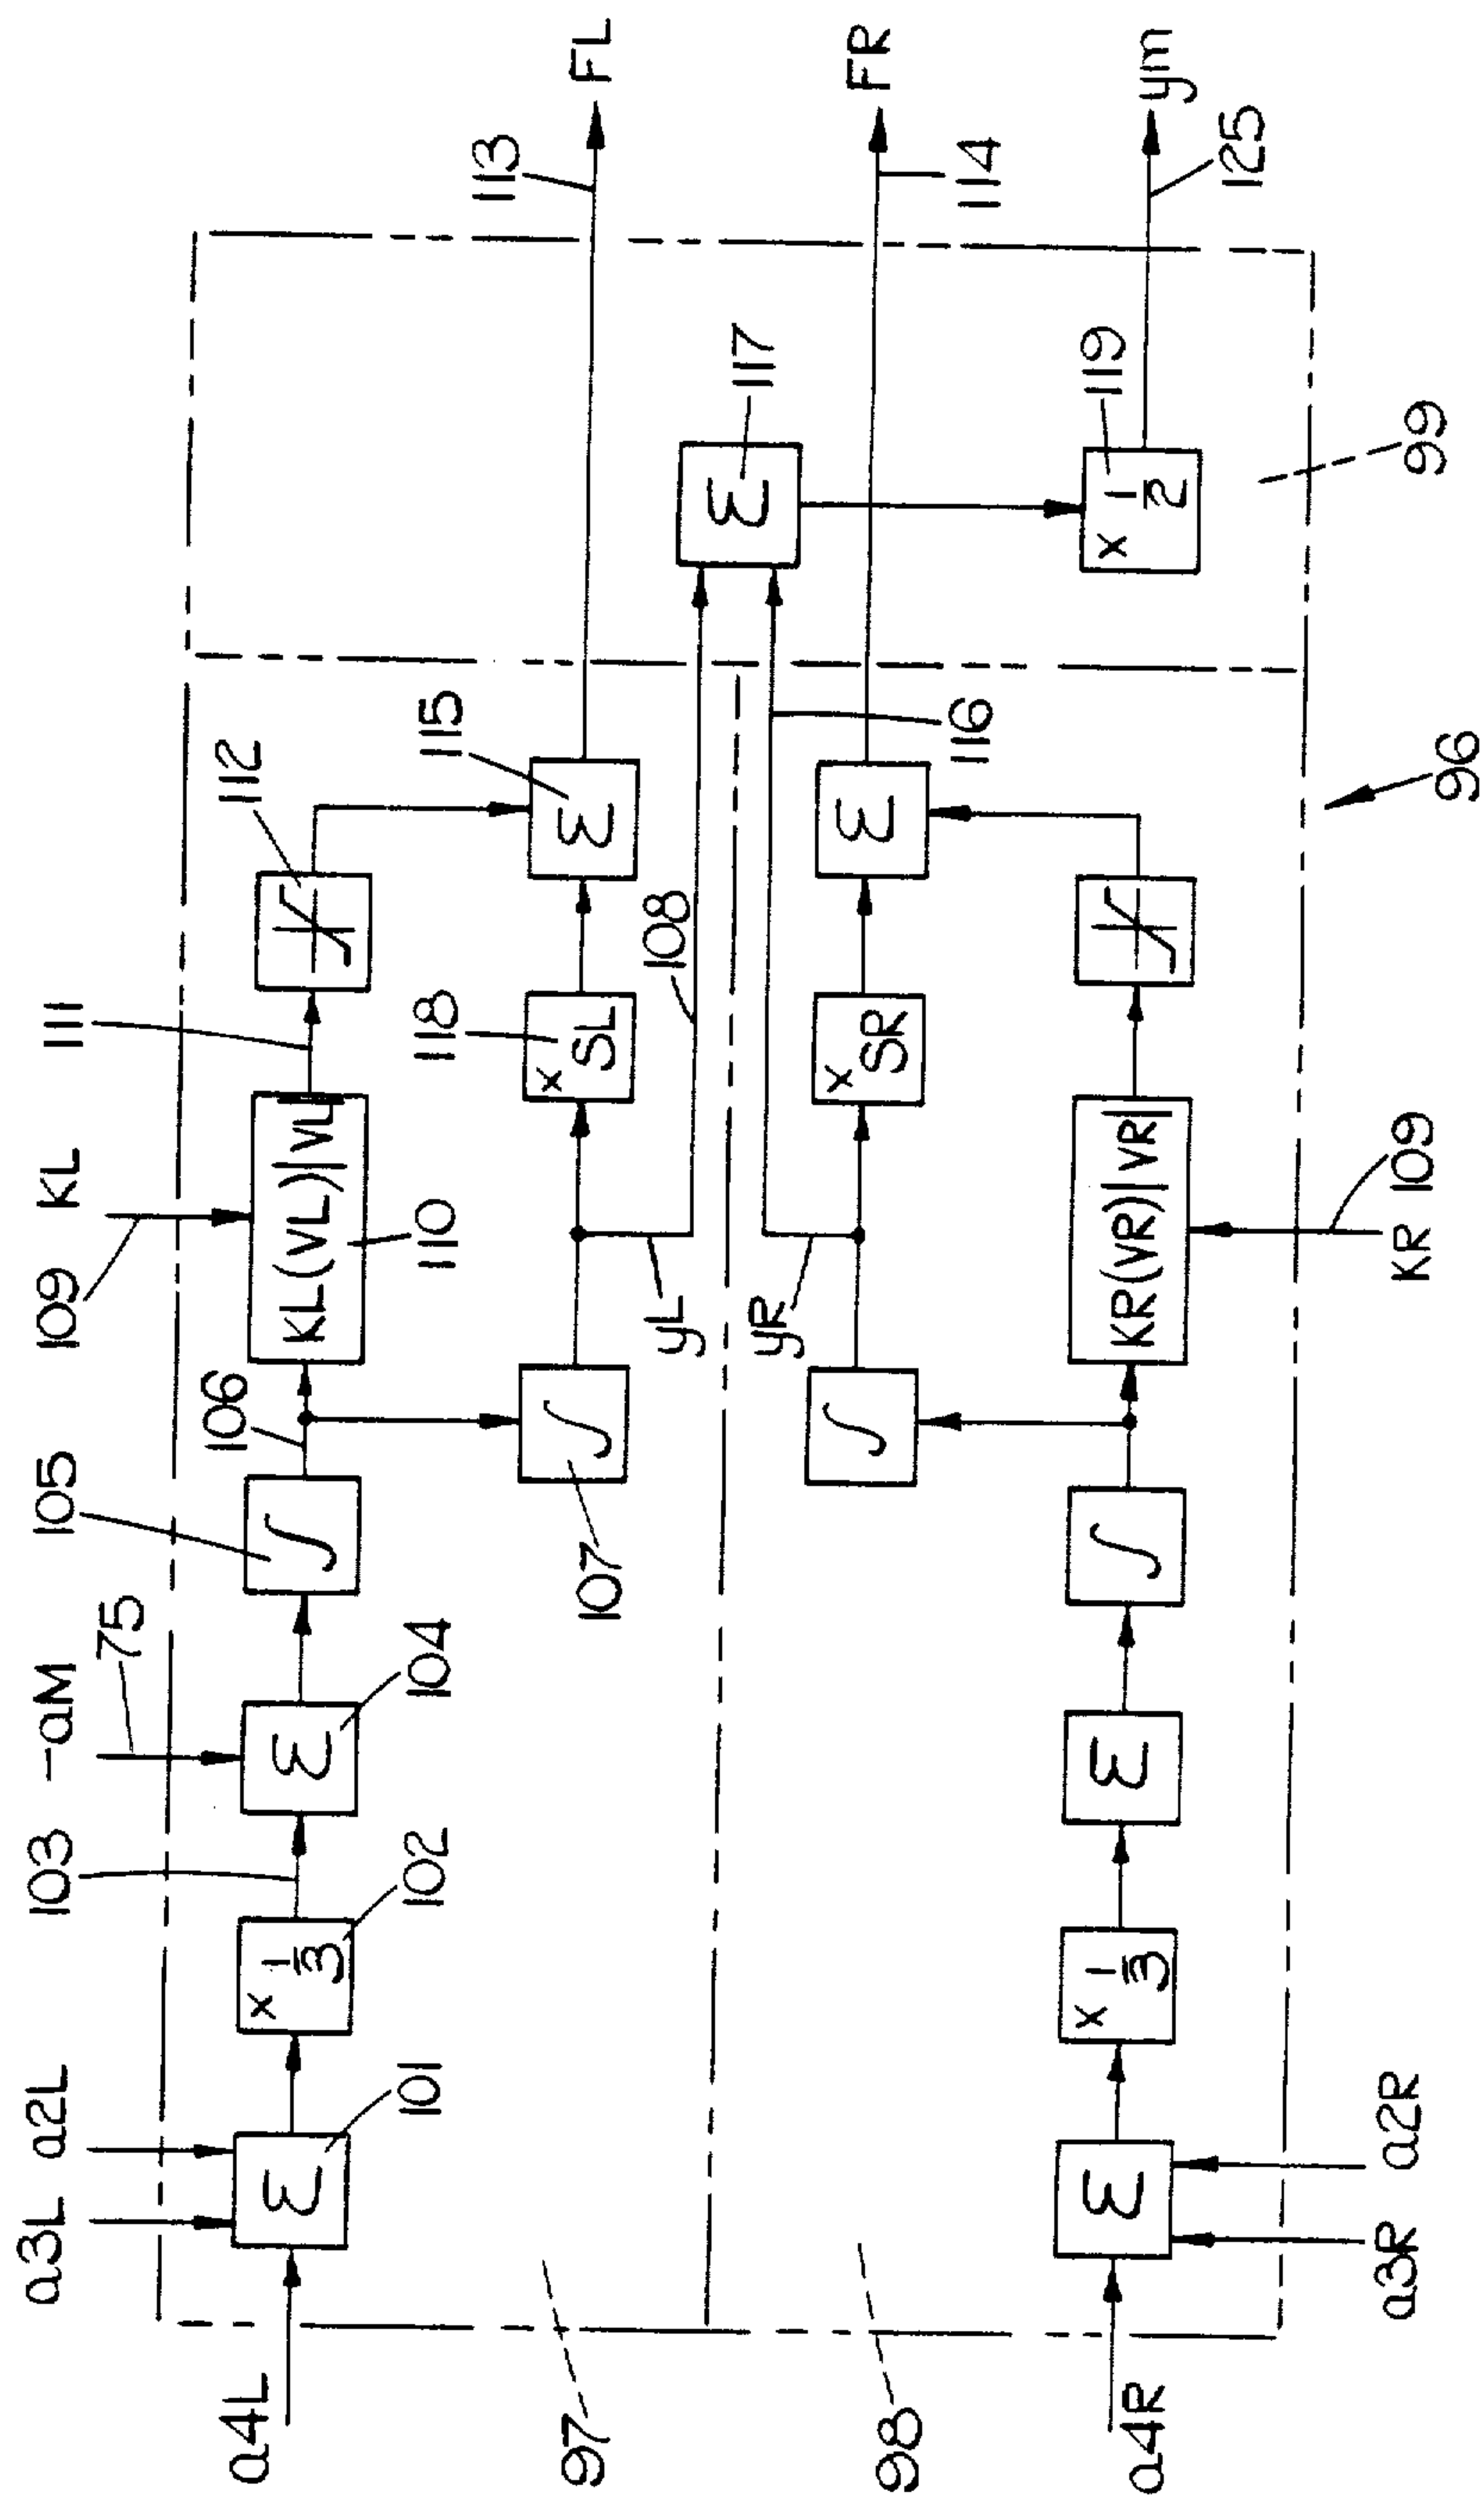 a3L a2L 103 -aM 75 105 106 109 KL 111 112
a4L
Σ
× 1/3
Σ
∫
KL(VL)|VL|
101
102
104
110
113
FL
107
∫
118
× SL
115
Σ
yL
108
117
Σ
97
98
yR
∫
× SR
Σ
116
114
FR
a4R
Σ
× 1/3
Σ
∫
KR(VR)|VR|
119
× 1/2
125
ym
a3R a2R KR 109 96 99